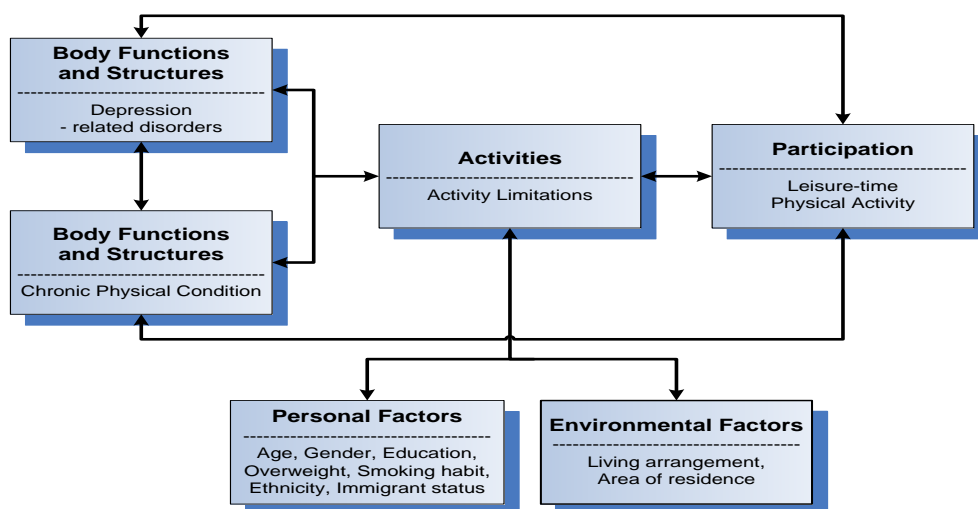 Body Functions
and Structures
Depression
- related disorders
Body Functions
and Structures
Chronic Physical Condition
Activities
Activity Limitations
Participation
Leisure-time
Physical Activity
Personal Factors
Age, Gender, Education,
Overweight, Smoking habit,
Ethnicity, Immigrant status
Environmental Factors
Living arrangement,
Area of residence